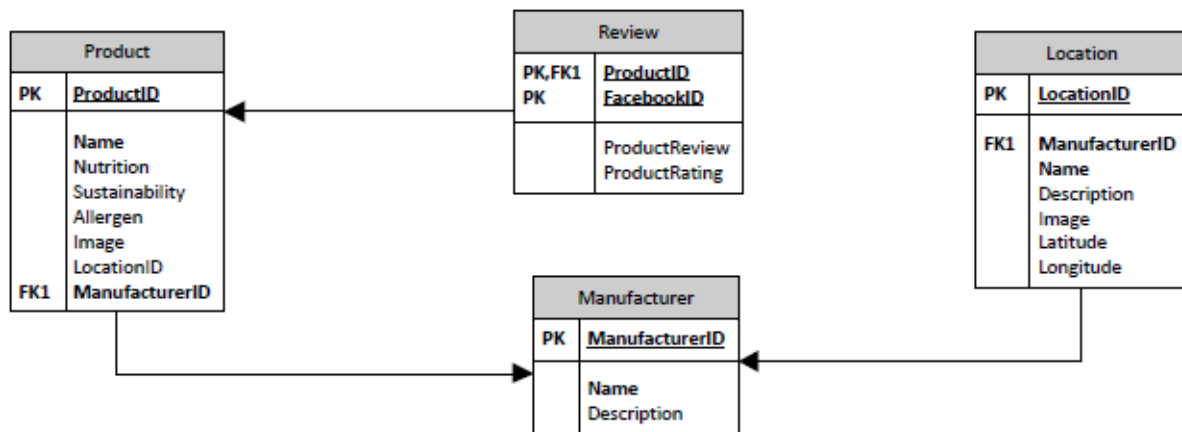 Product
PK ProductID
Name
Nutrition
Sustainability
Allergen
Image
LocationID
FK1 ManufacturerID
Review
PK,FK1 ProductID
PK FacebookID
ProductReview
ProductRating
Location
PK LocationID
FK1 ManufacturerID
Name
Description
Image
Latitude
Longitude
Manufacturer
PK ManufacturerID
Name
Description